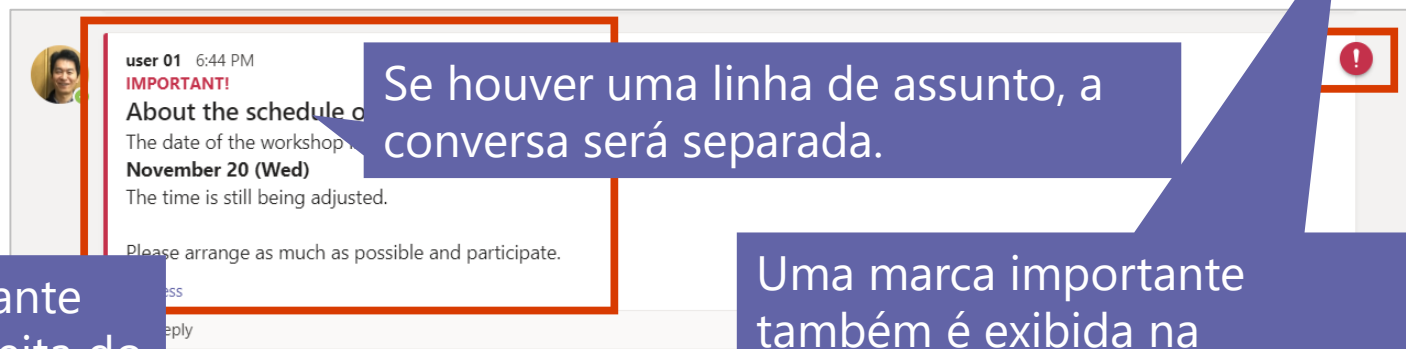 user 01 6:44 PM
IMPORTANT!
About the schedule
The date of the workshop
November 20 (Wed)
The time is still being adjusted.
Please arrange as much as possible and participate.
Se houver uma linha de assunto, a
conversa será separada.
Uma marca importante
também é exibida na